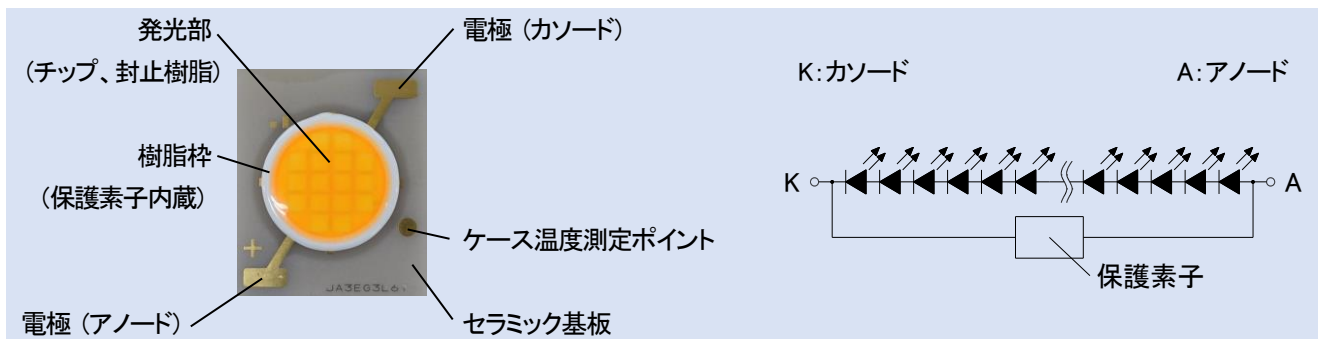 発光部
(チップ、封止樹脂)
電極 (カソード)
樹脂枠
(保護素子内蔵)
+
ケース温度測定ポイント
電極 (アノード)
セラミック基板
K:カソード
A:アノード
K
A
保護素子